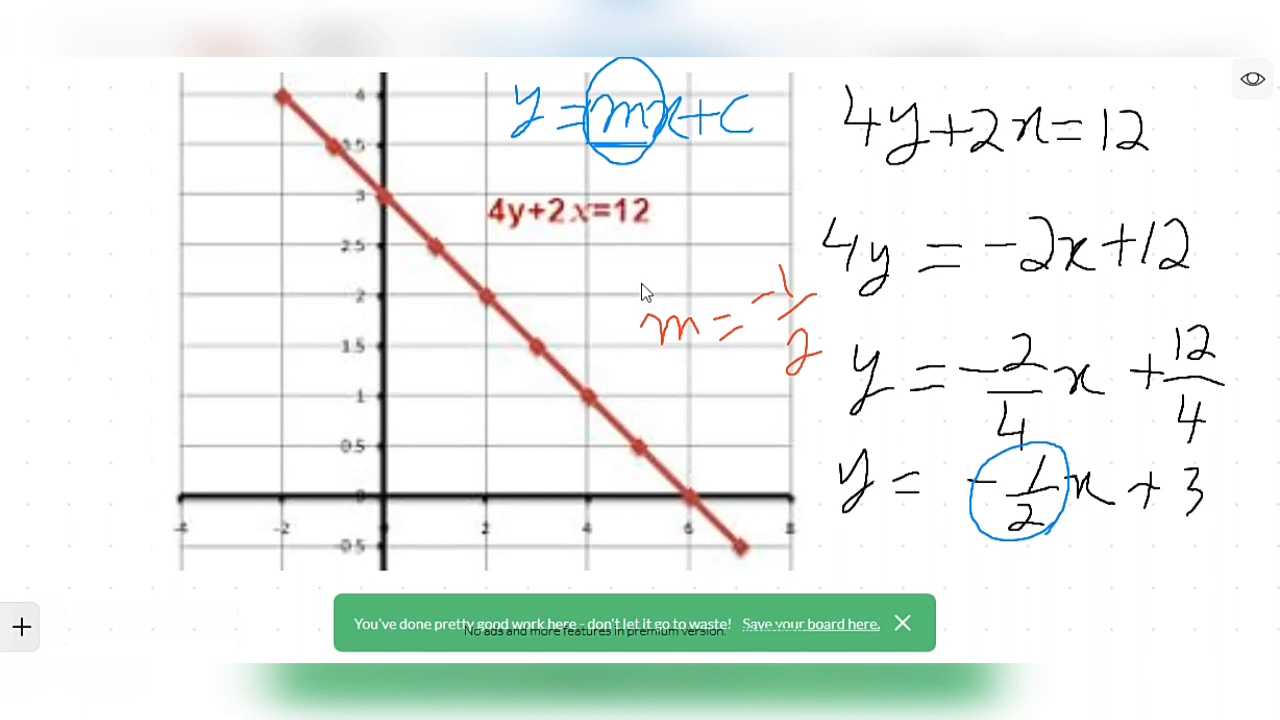 y = mx + c
4y+2x=12
m = -1/2
4y+2x=12
4y = -2x+12
y = -2/4 x + 12/4
y = -1/2 x + 3
4
3.5
3
2.5
2
1.5
1
0.5
0
-0.5
-4 -2 0 2 4 6 8
+
You've done pretty good work here - don't let it go to waste! Save your board here.
No ads and more features in premium version.